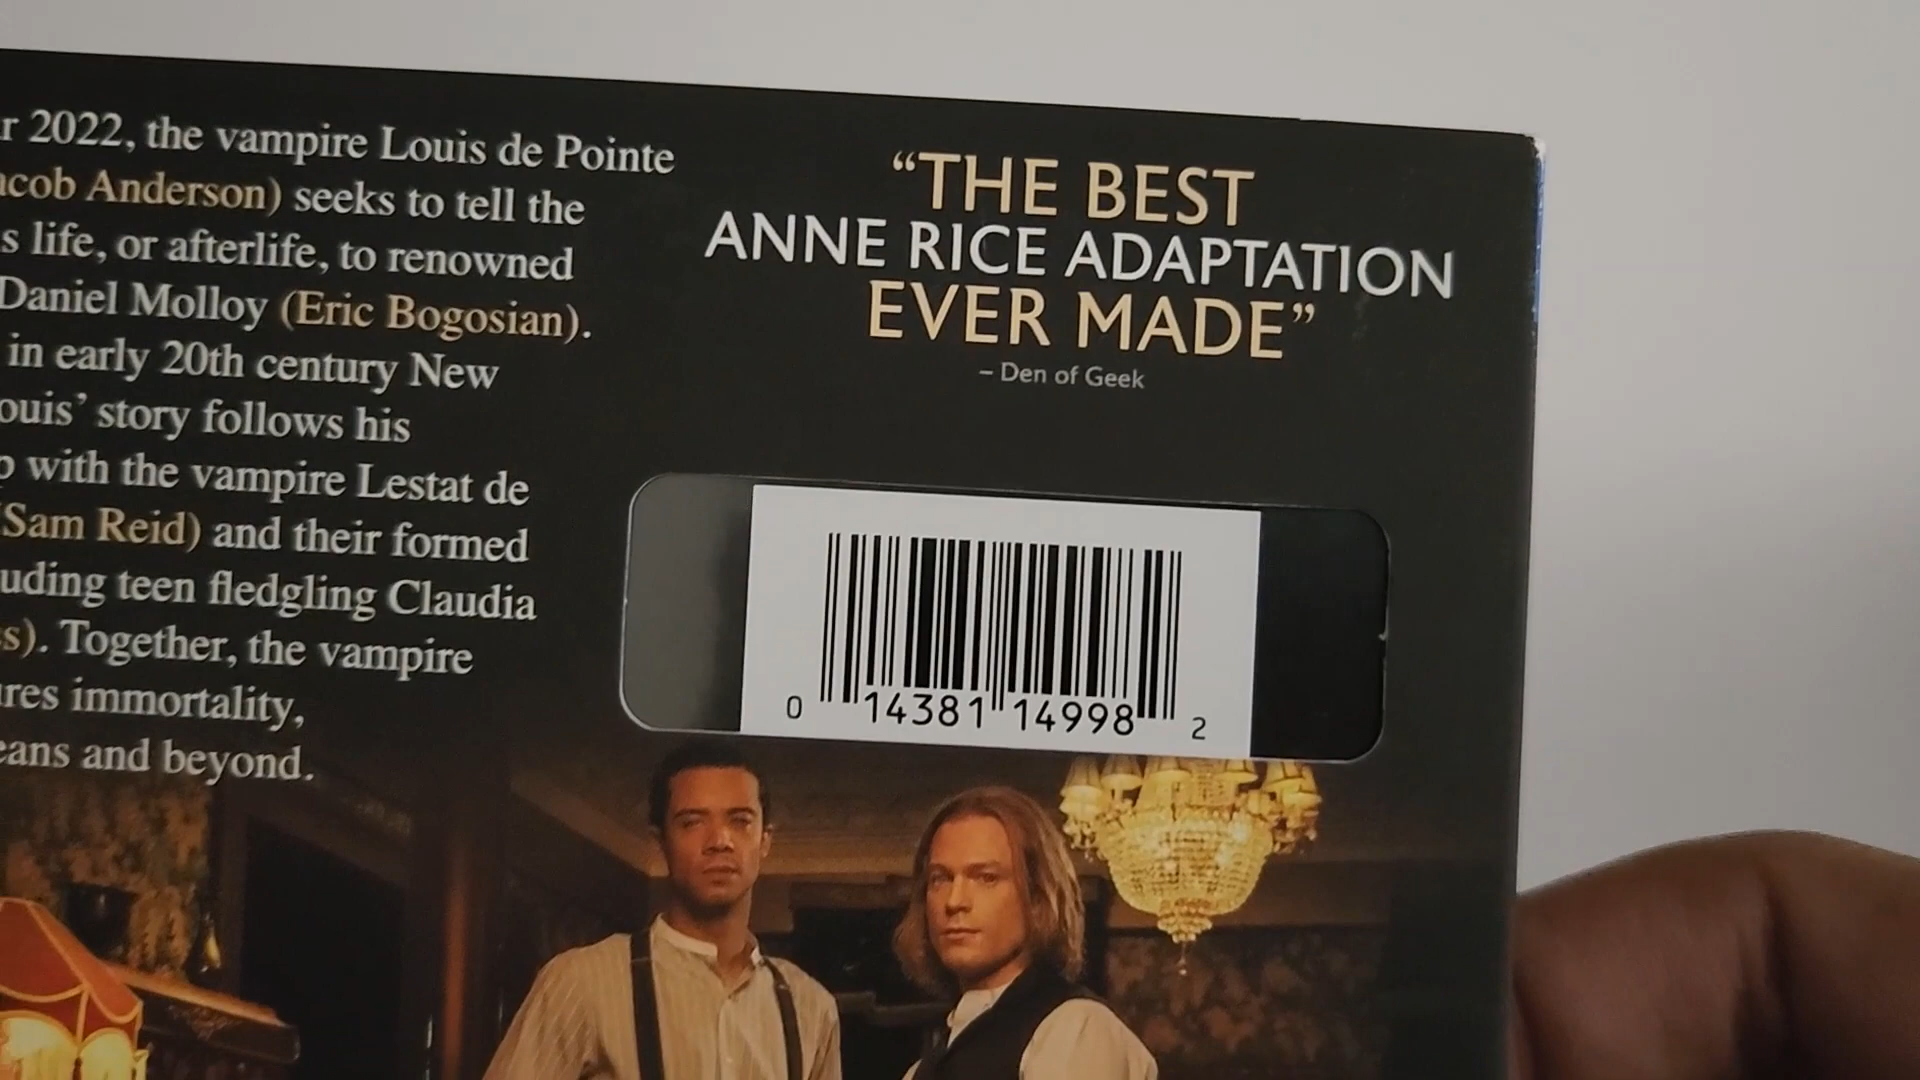 r 2022, the vampire Louis de Pointe
acob Anderson) seeks to tell the
s life, or afterlife, to renowned
Daniel Molloy (Eric Bogosian).
in early 20th century New
ouis’ story follows his
p with the vampire Lestat de
(Sam Reid) and their formed
uding teen fledgling Claudia
ss). Together, the vampire
ures immortality,
eans and beyond.
“THE BEST
ANNE RICE ADAPTATION
EVER MADE”
– Den of Geek
0 14381 14998 2